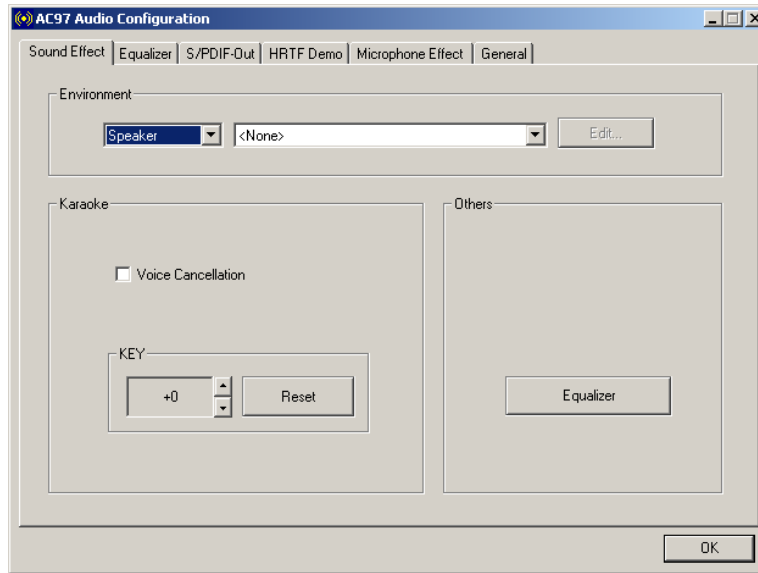 AC97 Audio Configuration
Sound Effect Equalizer S/PDIF-Out HRTF Demo Microphone Effect General
Environment
Speaker <None> Edit...
Karaoke
Others
Voice Cancellation
KEY
+0 Reset
Equalizer
OK